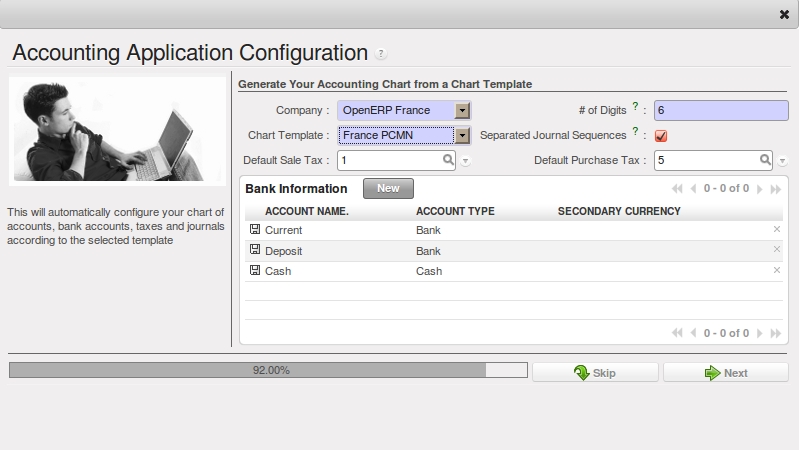 Accounting Application Configuration ?
Generate Your Accounting Chart from a Chart Template
Company : OpenERP France # of Digits ? : 6
Chart Template : France PCMN Separated Journal Sequences ? :
Default Sale Tax : 1 Default Purchase Tax : 5
This will automatically configure your chart of
accounts, bank accounts, taxes and journals
according to the selected template
Bank Information New 0 - 0 of 0
ACCOUNT NAME. ACCOUNT TYPE SECONDARY CURRENCY
Current Bank
Deposit Bank
Cash Cash
0 - 0 of 0
92.00% Skip Next